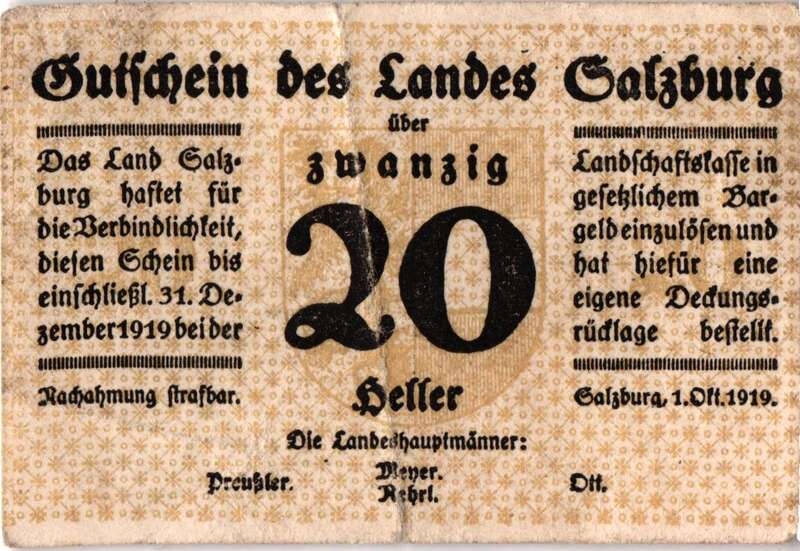 Gutschein des Landes Salzburg
über
zwanzig
20
Heller
Das Land Salz-
burg haftet für
die Verbindlichkeit,
diesen Schein bis
einschließl. 31. De-
zember 1919 bei der
Landschaftskasse in
gesetzlichem Bar-
geld einzulösen und
hat hiefür eine
eigene Deckungs-
rücklage bestellt.
Nachahmung strafbar.
Salzburg, 1. Okt. 1919.
Die Landeshauptmänner:
Preußler.
Meyer.
Rehrl.
Ott.